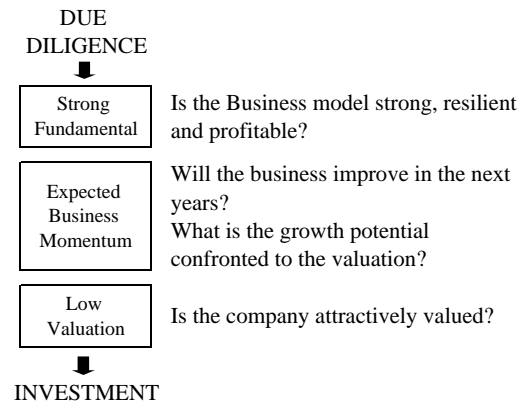 DUE
DILIGENCE
Strong
Fundamental
Is the Business model strong, resilient
and profitable?
Expected
Business
Momentum
Will the business improve in the next
years?
What is the growth potential
confronted to the valuation?
Low
Valuation
Is the company attractively valued?
INVESTMENT